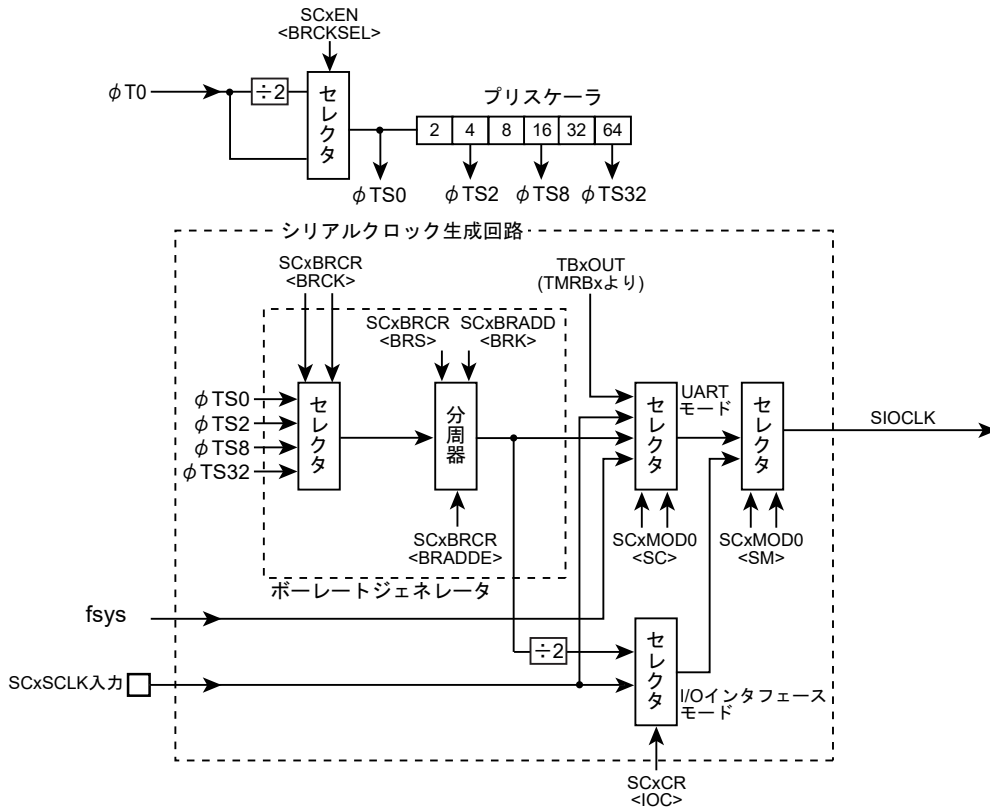 SCxEN
<BRCKSEL>
φT0
÷2
セレクタ
プリスケーラ
2 4 8 16 32 64
φTS0
φTS2
φTS8
φTS32
シリアルクロック生成回路
SCxBRCR
<BRCK>
TBxOUT
(TMRBxより)
SCxBRCR
<BRS>
SCxBRADD
<BRK>
φTS0
φTS2
φTS8
φTS32
セレクタ
分周器
セレクタ
UART
モード
セレクタ
SIOCLK
SCxBRCR
<BRADDE>
SCxMOD0
<SC>
SCxMOD0
<SM>
ボーレートジェネレータ
fsys
÷2
SCxSCLK入力
セレクタ
I/Oインタフェース
モード
SCxCR
<IOC>